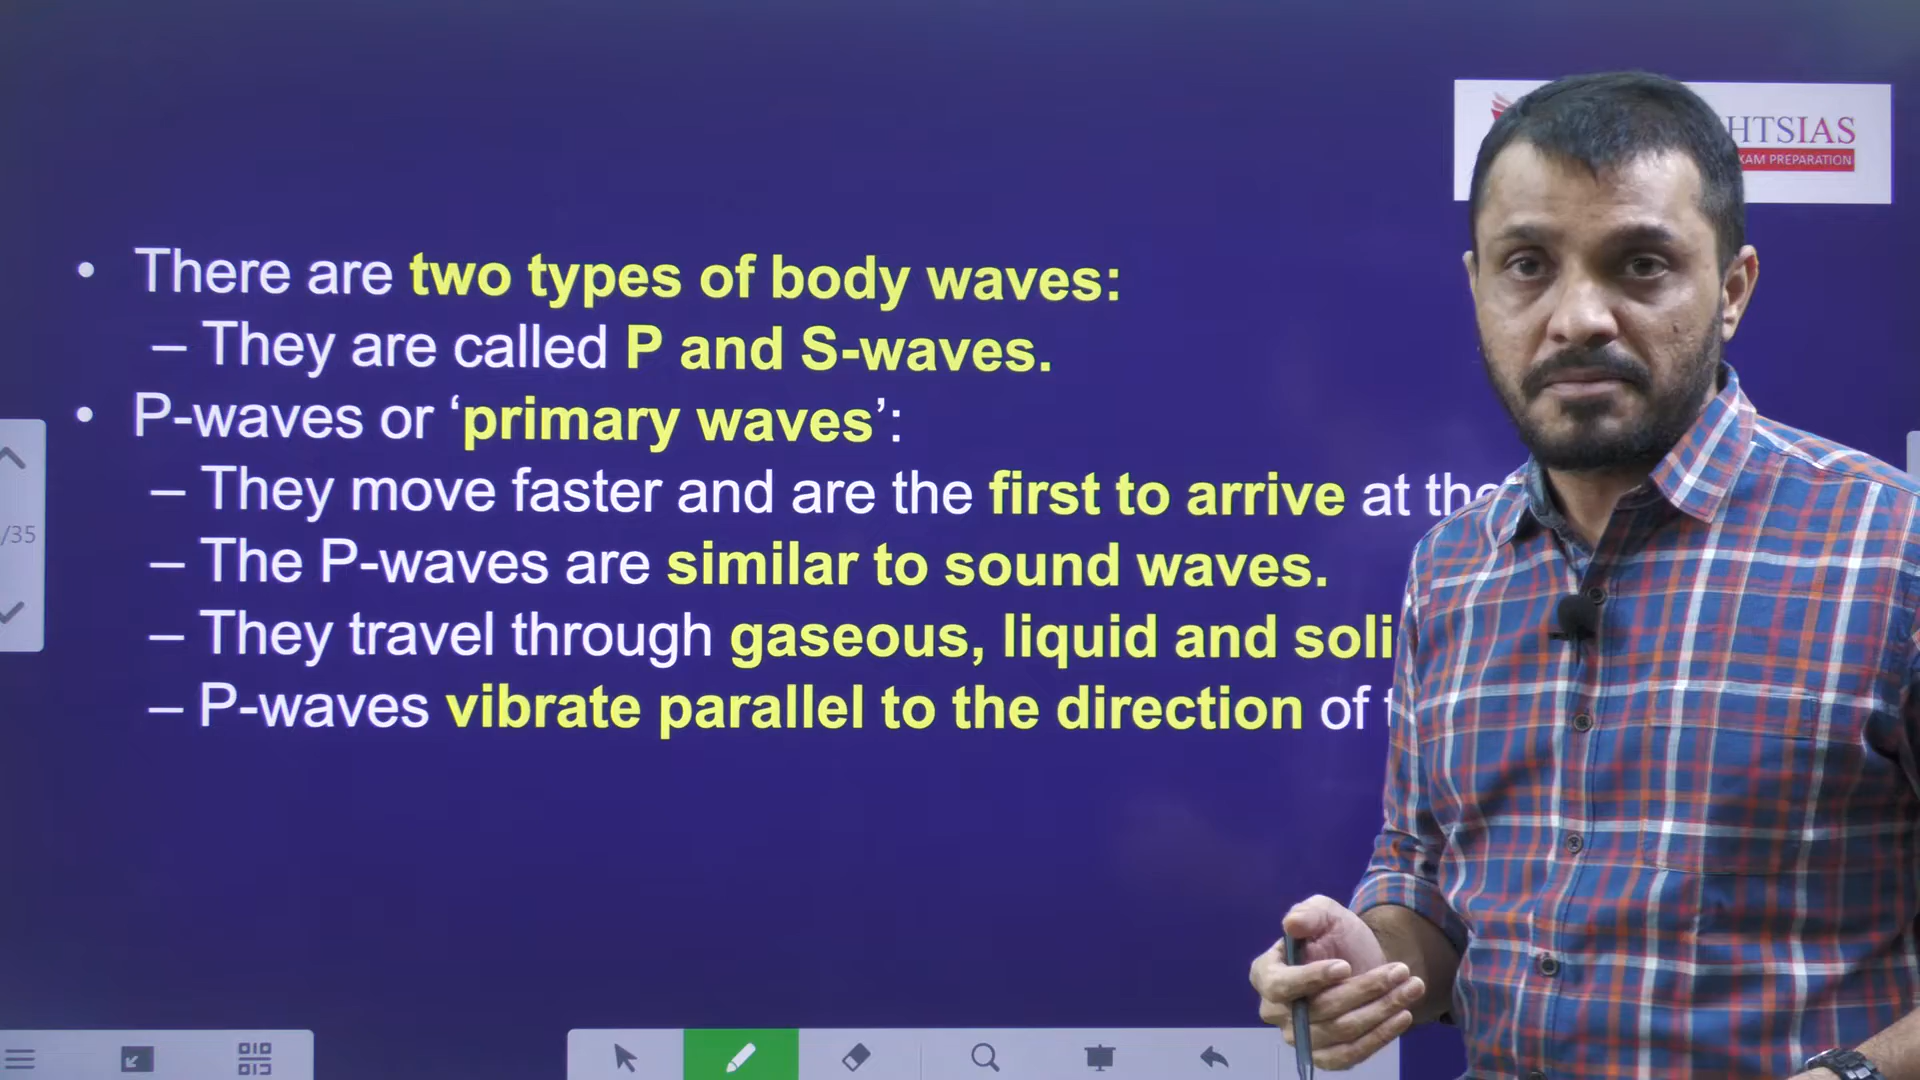 HTSIAS
XAM PREPARATION
• There are two types of body waves:
– They are called P and S-waves.
• P-waves or ‘primary waves’:
– They move faster and are the first to arrive at the
– The P-waves are similar to sound waves.
– They travel through gaseous, liquid and soli
– P-waves vibrate parallel to the direction of
/35